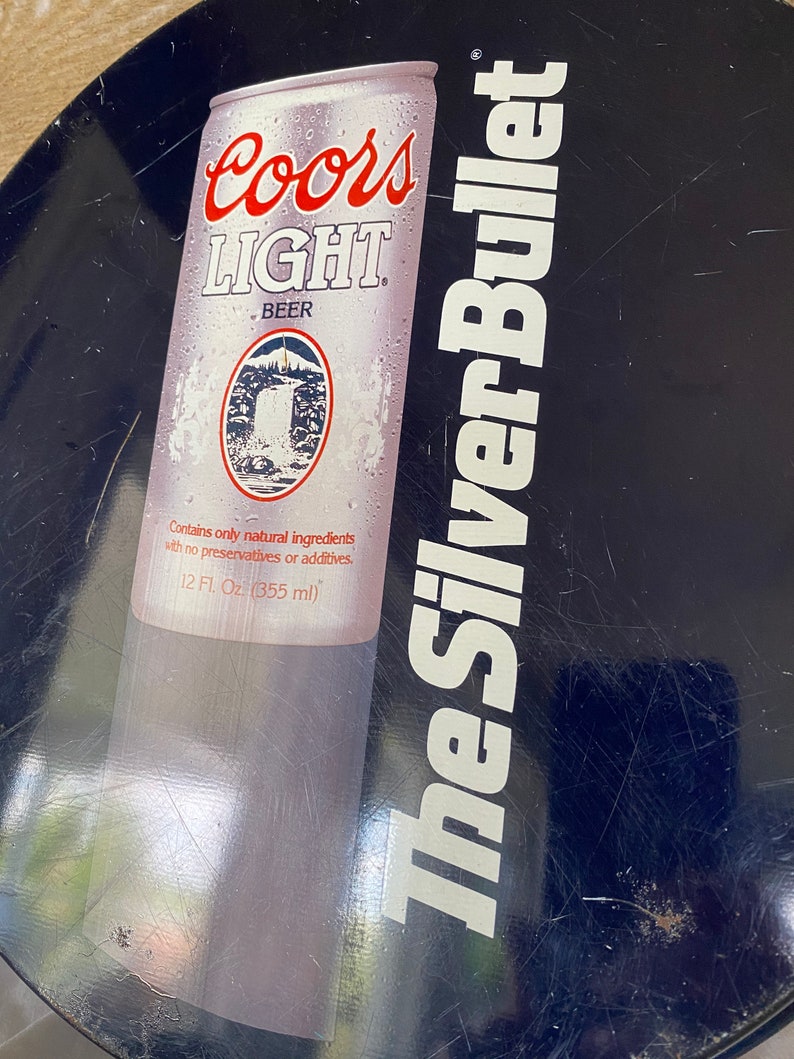 Coors
LIGHT®
BEER
Contains only natural ingredients
with no preservatives or additives.
12 Fl. Oz. (355 ml)
The Silver Bullet®